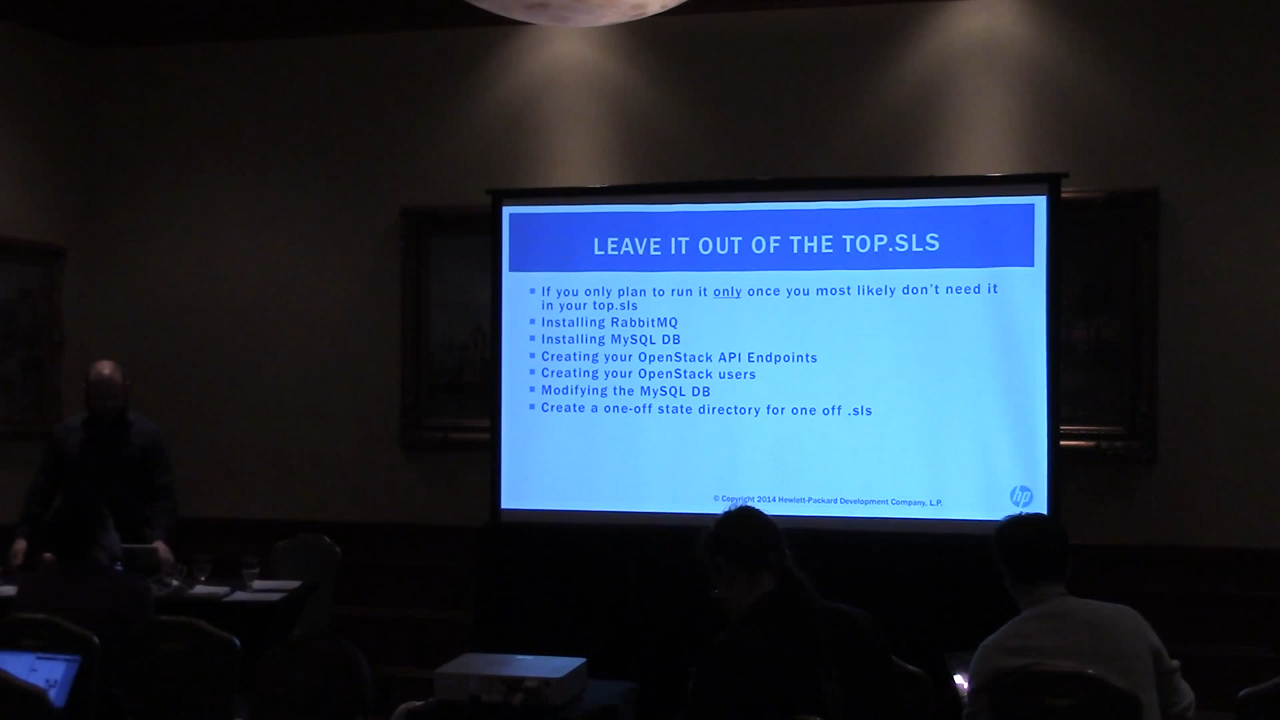 LEAVE IT OUT OF THE TOP.SLS
If you only plan to run it only once you most likely don't need it
in your top.sls
Installing RabbitMQ
Installing MySQL DB
Creating your OpenStack API Endpoints
Creating your OpenStack users
Modifying the MySQL DB
Create a one-off state directory for one off .sls
© Copyright 2014 Hewlett-Packard Development Company, L.P.
hp